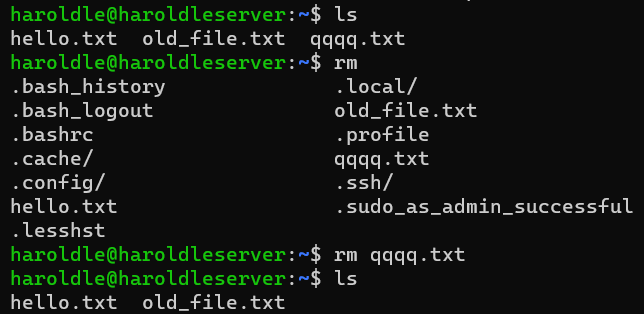 haroldle@haroldleserver:~$ ls
hello.txt  old_file.txt  qqqq.txt
haroldle@haroldleserver:~$ rm
.bash_history              .local/
.bash_logout               old_file.txt
.bashrc                    .profile
.cache/                    qqqq.txt
.config/                   .ssh/
hello.txt                  .sudo_as_admin_successful
.lesshst
haroldle@haroldleserver:~$ rm qqqq.txt
haroldle@haroldleserver:~$ ls
hello.txt  old_file.txt